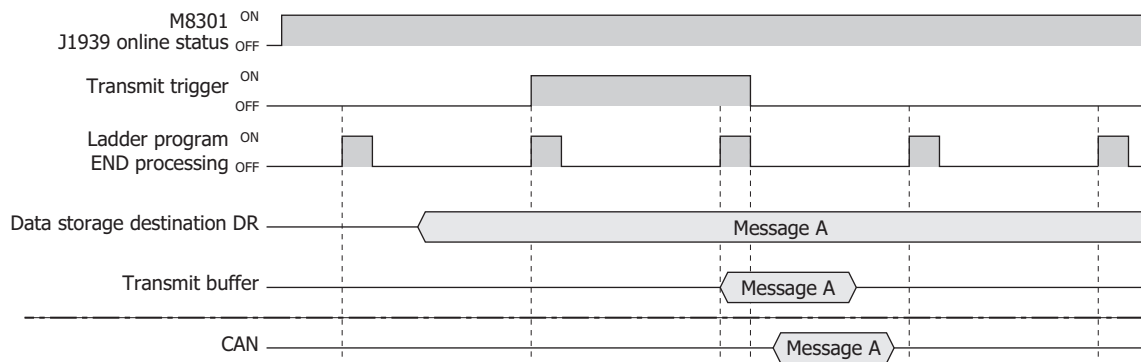 M8301 ON
J1939 online status OFF
Transmit trigger ON
OFF
Ladder program ON
END processing OFF
Data storage destination DR
Message A
Transmit buffer
Message A
CAN
Message A